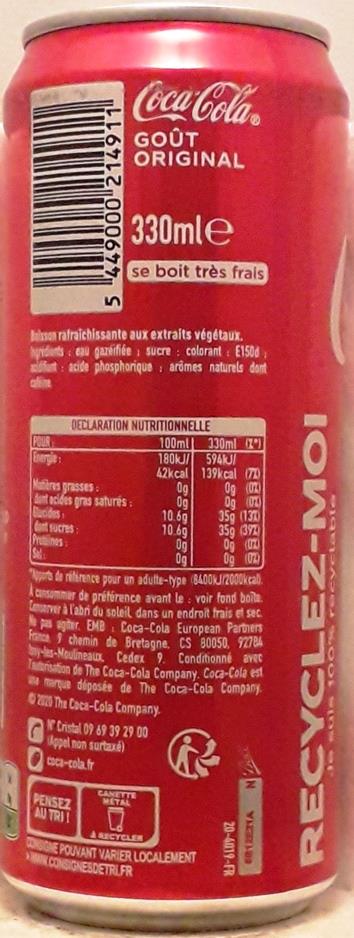 Coca-Cola®
GOÛT
ORIGINAL
5 449000 214911
330ml e
se boit très frais
Boisson rafraîchissante aux extraits végétaux.
Ingrédients : eau gazéifiée ; sucre ; colorant : E150d ;
acidifiant : acide phosphorique ; arômes naturels dont
caféine.
DECLARATION NUTRITIONNELLE
POUR : 100ml 330ml (%*)
Energie : 180kJ/ 594kJ/
42kcal 139kcal (7%)
Matières grasses : 0g 0g (0%)
dont acides gras saturés : 0g 0g (0%)
Glucides : 10.6g 35g (13%)
dont sucres : 10.6g 35g (39%)
Protéines : 0g 0g (0%)
Sel : 0g 0g (0%)
*Apports de référence pour un adulte-type (8400kJ/2000kcal).
A consommer de préférence avant le : voir fond boîte.
Conserver à l'abri du soleil, dans un endroit frais et sec.
Ne pas agiter. EMB : Coca-Cola European Partners
France, 9 chemin de Bretagne, CS 80050, 92784
Issy-les-Moulineaux, Cedex 9. Conditionné avec
l'autorisation de The Coca-Cola Company. Coca-Cola est
une marque déposée de The Coca-Cola Company.
© 2020 The Coca-Cola Company.
N° Cristal 09 69 39 29 00
(Appel non surtaxé)
coca-cola.fr
PENSEZ
AU TRI !
CANETTE
MÉTAL
À RECYCLER
CONSIGNE POUVANT VARIER LOCALEMENT
> WWW.CONSIGNESDETRI.FR
20-4019-FR
RECYCLEZ-MOI
Je suis 100% recyclable